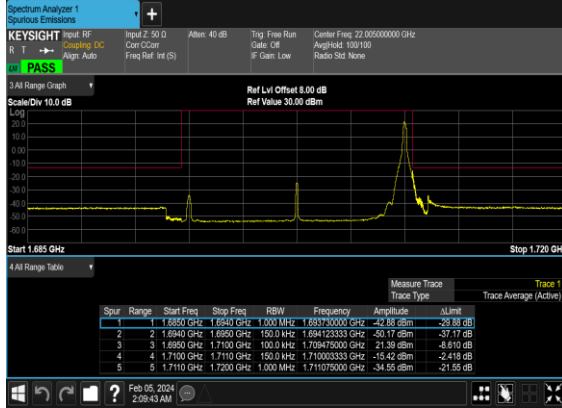 Spectrum Analyzer 1
Spurious Emissions
+
KEYSIGHT Input: RF Input Z: 50 Ω Atten: 40 dB Trig: Free Run Center Freq: 22.005000000 GHz
R T Coupling: DC Corr CCorr Gate: Off Avg|Hold: 100/100
Align: Auto Freq Ref: Int (S) IF Gain: Low Radio Std: None
PASS
3 All Range Graph
Ref Lvl Offset 8.00 dB
Scale/Div 10.0 dB Ref Value 30.00 dBm
Log
20.0
10.0
0.00
-10.0
-20.0
-30.0
-40.0
-50.0
-60.0
Start 1.685 GHz Stop 1.720 GH
4 All Range Table
Measure Trace Trace 1
Trace Type Trace Average (Active)
Spur Range Start Freq Stop Freq RBW Frequency Amplitude ΔLimit
1 1 1.6850 GHz 1.6940 GHz 1.000 MHz 1.693730000 GHz -42.88 dBm -29.88 dB
2 2 1.6940 GHz 1.6950 GHz 150.0 kHz 1.694123333 GHz -50.17 dBm -37.17 dB
3 3 1.6950 GHz 1.7100 GHz 100.0 kHz 1.709475000 GHz 21.39 dBm -8.610 dB
4 4 1.7100 GHz 1.7110 GHz 150.0 kHz 1.710003333 GHz -15.42 dBm -2.418 dB
5 5 1.7110 GHz 1.7200 GHz 1.000 MHz 1.711075000 GHz -34.55 dBm -21.55 dB
? Feb 05, 2024
2:09:43 AM